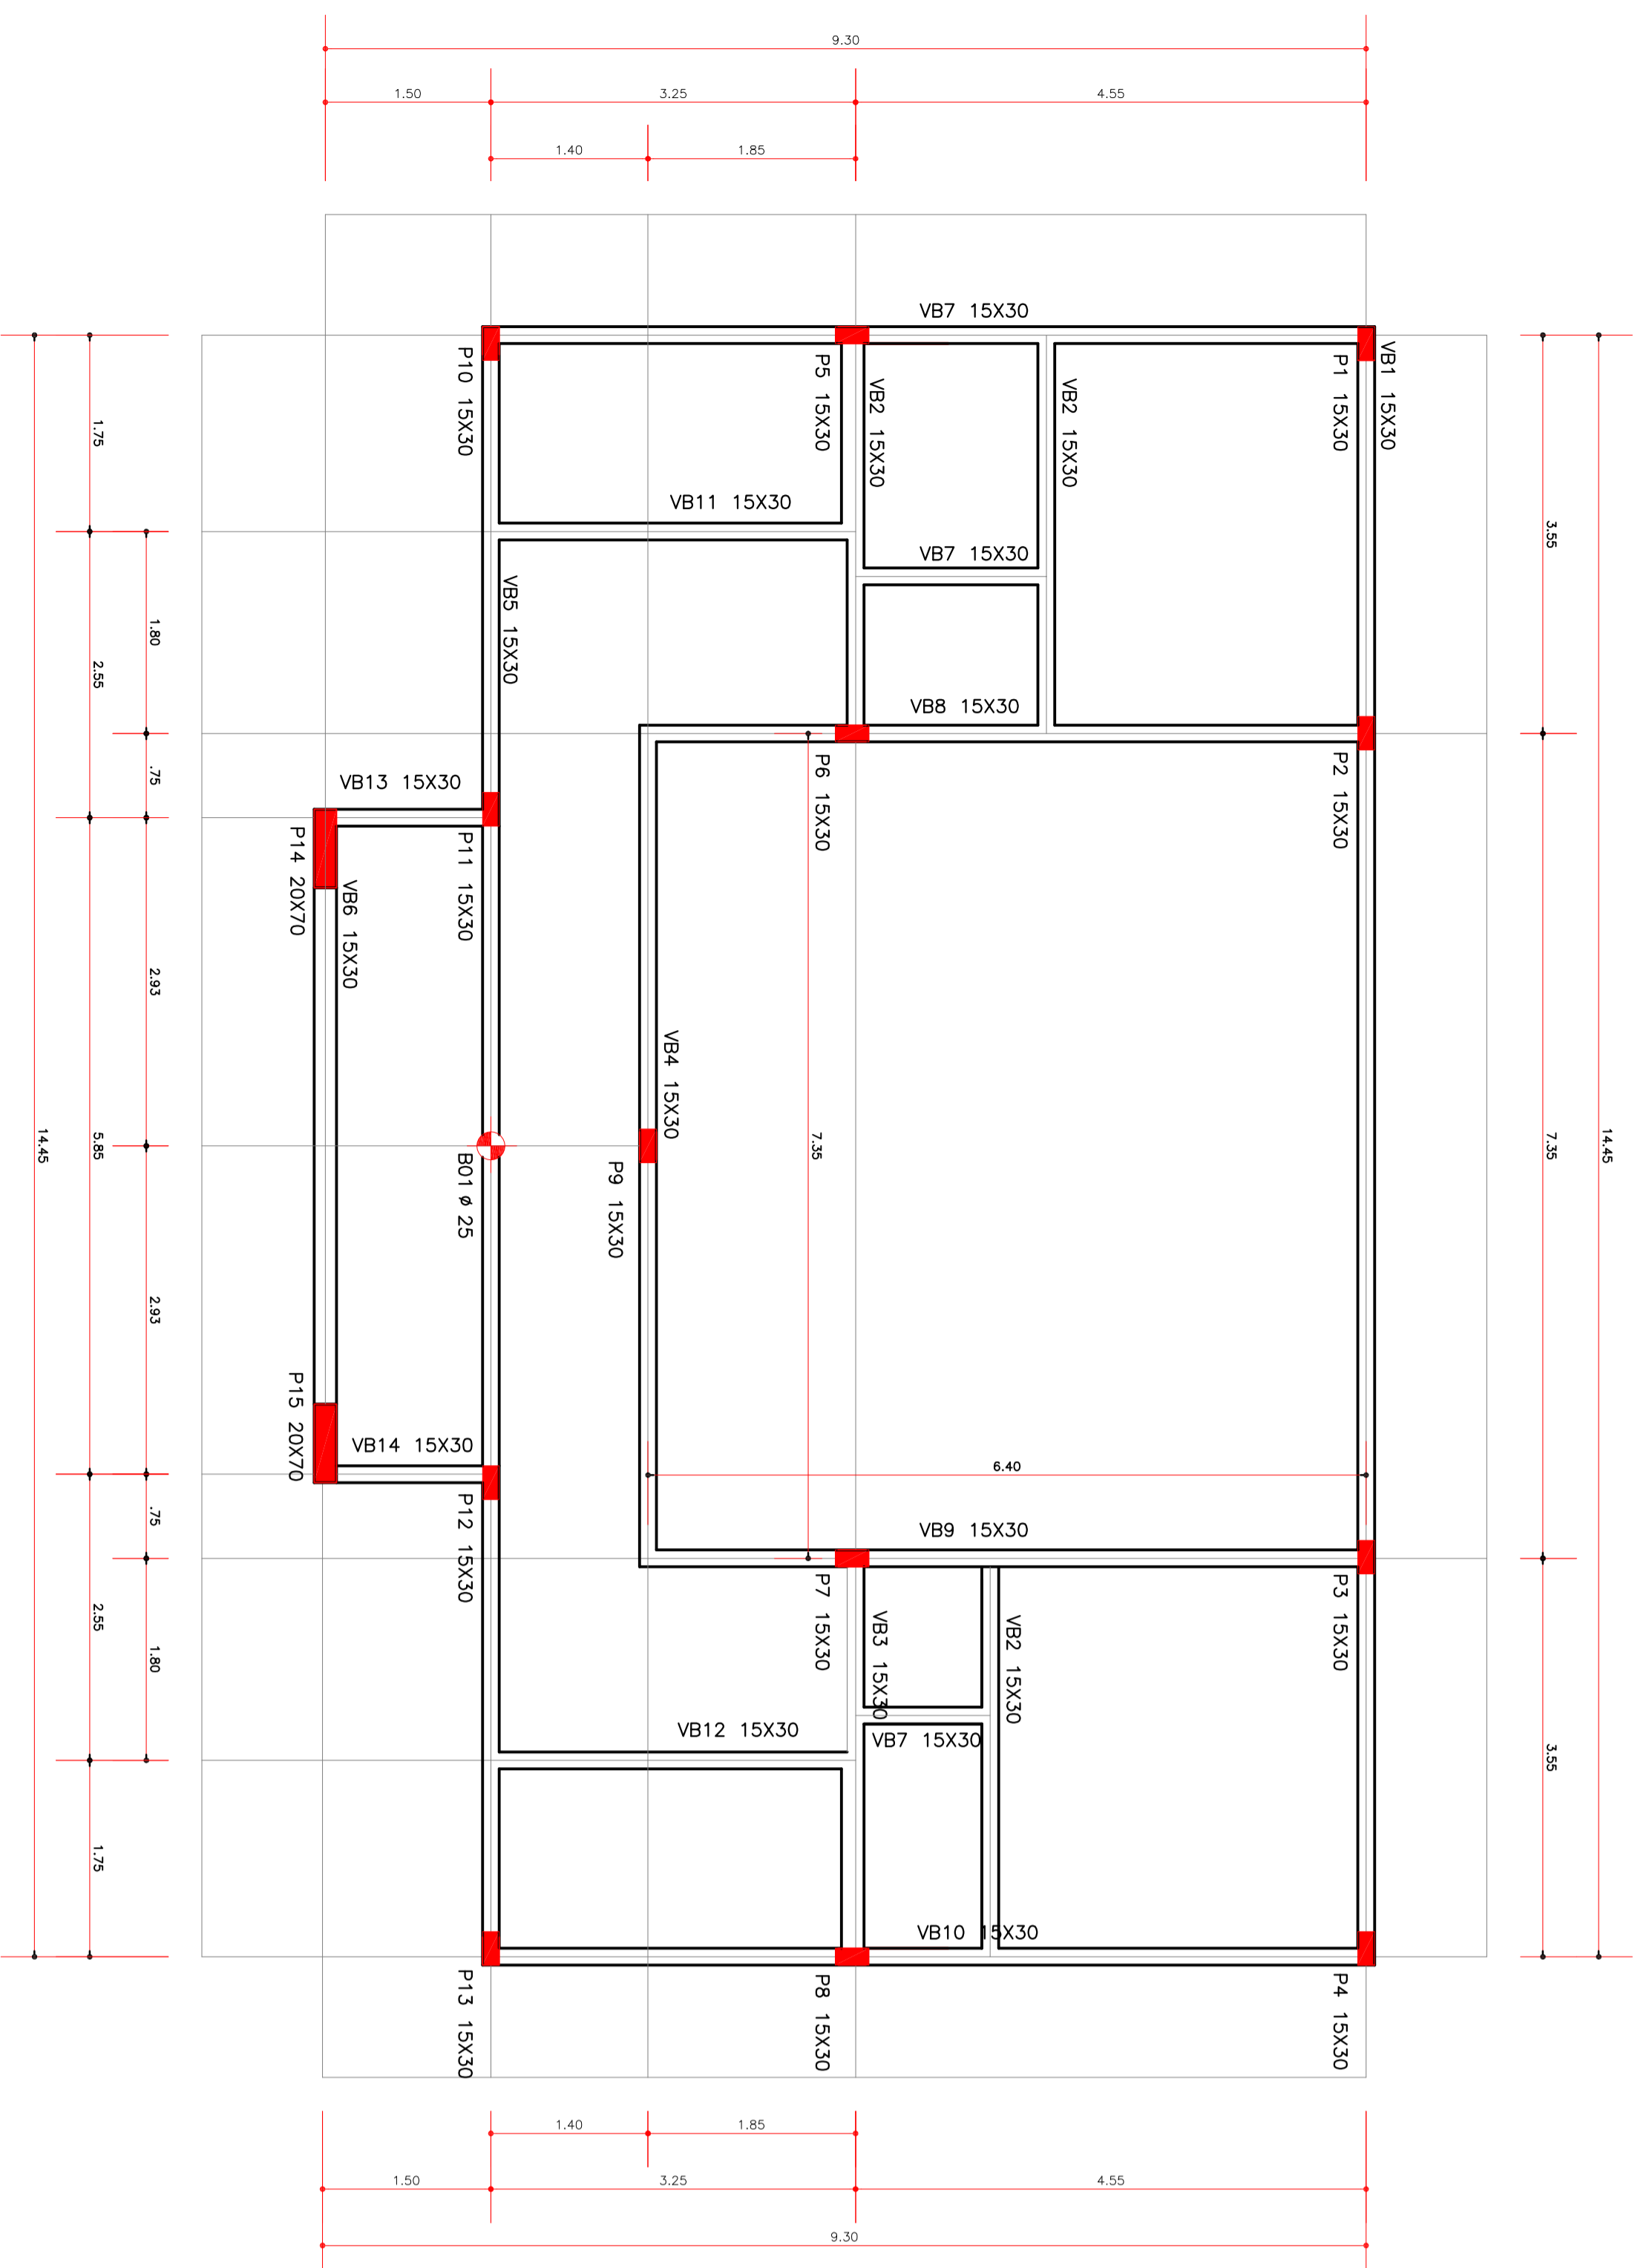 9.30
1.50
3.25
4.55
1.40
1.85
VB7 15X30
VB1 15X30
P10 15X30
P5 15X30
VB2 15X30
VB2 15X30
P1 15X30
1.75
3.55
VB11 15X30
VB7 15X30
VB5 15X30
1.80
2.55
VB8 15X30
.75
VB13 15X30
P6 15X30
P2 15X30
P14 20X70
VB6 15X30
P11 15X30
2.93
VB4 15X30
14.45
5.85
7.35
7.35
14.45
B01 ø 25
P9 15X30
2.93
P15 20X70
VB14 15X30
6.40
.75
P12 15X30
VB9 15X30
P7 15X30
VB3 15X30
VB2 15X30
P3 15X30
2.55
1.80
VB12 15X30
VB7 15X30
3.55
1.75
VB10 15X30
P13 15X30
P8 15X30
P4 15X30
1.40
1.85
1.50
3.25
4.55
9.30